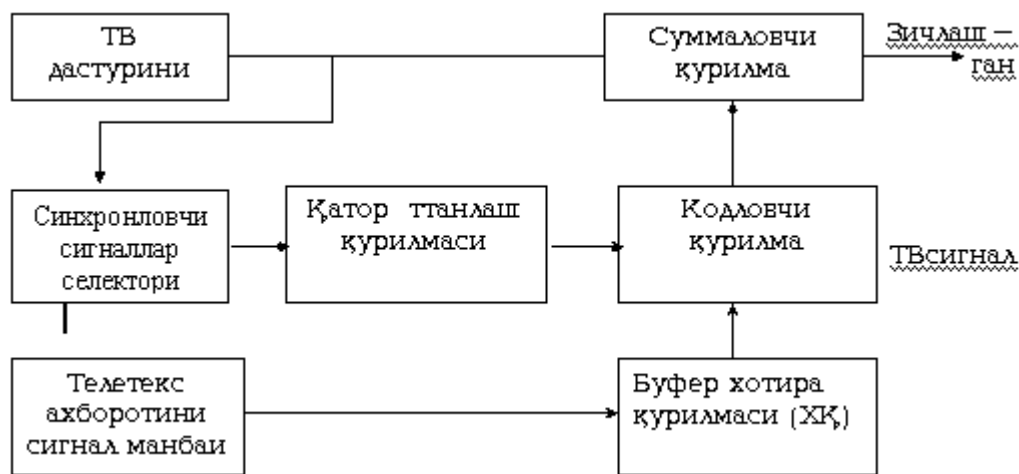 ТВ
дастурини
Суммаловчи
қурилма
Зичлаш –
ган
Синхронловчи
сигналлар
селектори
Қатор ттанлаш
қурилмаси
Кодловчи
қурилма
ТВсигнал
Телетекс
ахборотини
сигнал манбаи
Буфер хотира
қурилмаси (ХҚ)